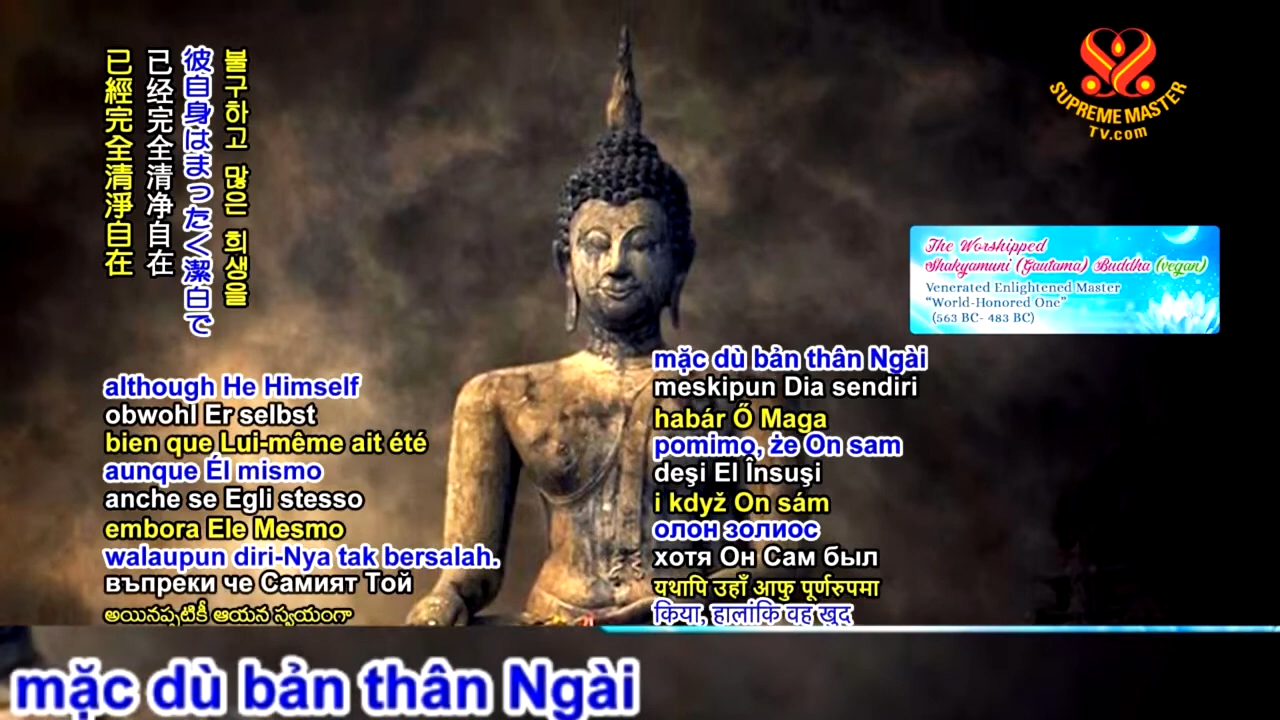 已經完全清淨自在
已经完全清净自在
彼自身はまったく潔白で
불구하고 많은 희생을
SUPREME MASTER
TV.com
The Worshipped
Shakyamuni (Gautama) Buddha (vegan)
Venerated Enlightened Master
“World-Honored One”
(563 BC- 483 BC)
although He Himself
obwohl Er selbst
bien que Lui-même ait été
aunque Él mismo
anche se Egli stesso
embora Ele Mesmo
walaupun diri-Nya tak bersalah.
въпреки че Самият Той
అయినప్పటికీ ఆయన స్వయంగా
mặc dù bản thân Ngài
meskipun Dia sendiri
habár Ő Maga
pomimo, że On sam
deşi El Însuşi
i když On sám
олон золиос
хотя Он Сам был
यथापि उहाँ आफु पूर्णरुपमा
किया, हालांकि वह खुद
mặc dù bản thân Ngài